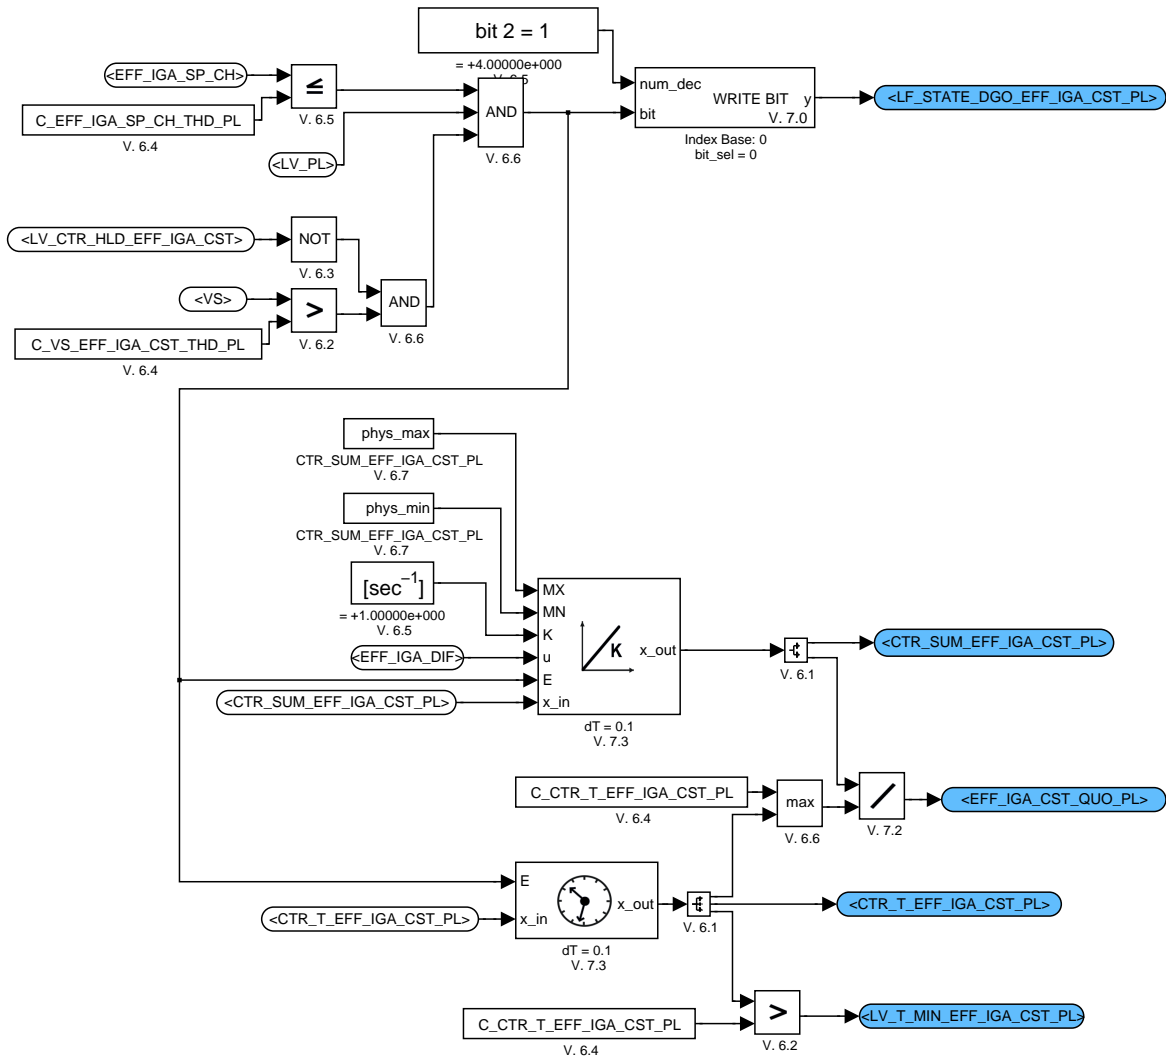 bit 2 = 1
= +4.00000e+000
V. 6.5
<EFF_IGA_SP_CH>
≤
V. 6.5
C_EFF_IGA_SP_CH_THD_PL
V. 6.4
<LV_PL>
AND
V. 6.6
num_dec
bit
WRITE BIT
y
V. 7.0
Index Base: 0
bit_sel = 0
<LF_STATE_DGO_EFF_IGA_CST_PL>
<LV_CTR_HLD_EFF_IGA_CST>
NOT
V. 6.3
<VS>
>
V. 6.2
C_VS_EFF_IGA_CST_THD_PL
V. 6.4
AND
V. 6.6
phys_max
CTR_SUM_EFF_IGA_CST_PL
V. 6.7
phys_min
CTR_SUM_EFF_IGA_CST_PL
V. 6.7
[sec⁻¹]
= +1.00000e+000
V. 6.5
<EFF_IGA_DIF>
<CTR_SUM_EFF_IGA_CST_PL>
MX
MN
K
u
E
x_in
K
x_out
dT = 0.1
V. 7.3
V. 6.1
<CTR_SUM_EFF_IGA_CST_PL>
C_CTR_T_EFF_IGA_CST_PL
V. 6.4
max
V. 6.6
V. 7.2
<EFF_IGA_CST_QUO_PL>
<CTR_T_EFF_IGA_CST_PL>
E
x_in
x_out
dT = 0.1
V. 7.3
V. 6.1
<CTR_T_EFF_IGA_CST_PL>
C_CTR_T_EFF_IGA_CST_PL
V. 6.4
>
V. 6.2
<LV_T_MIN_EFF_IGA_CST_PL>